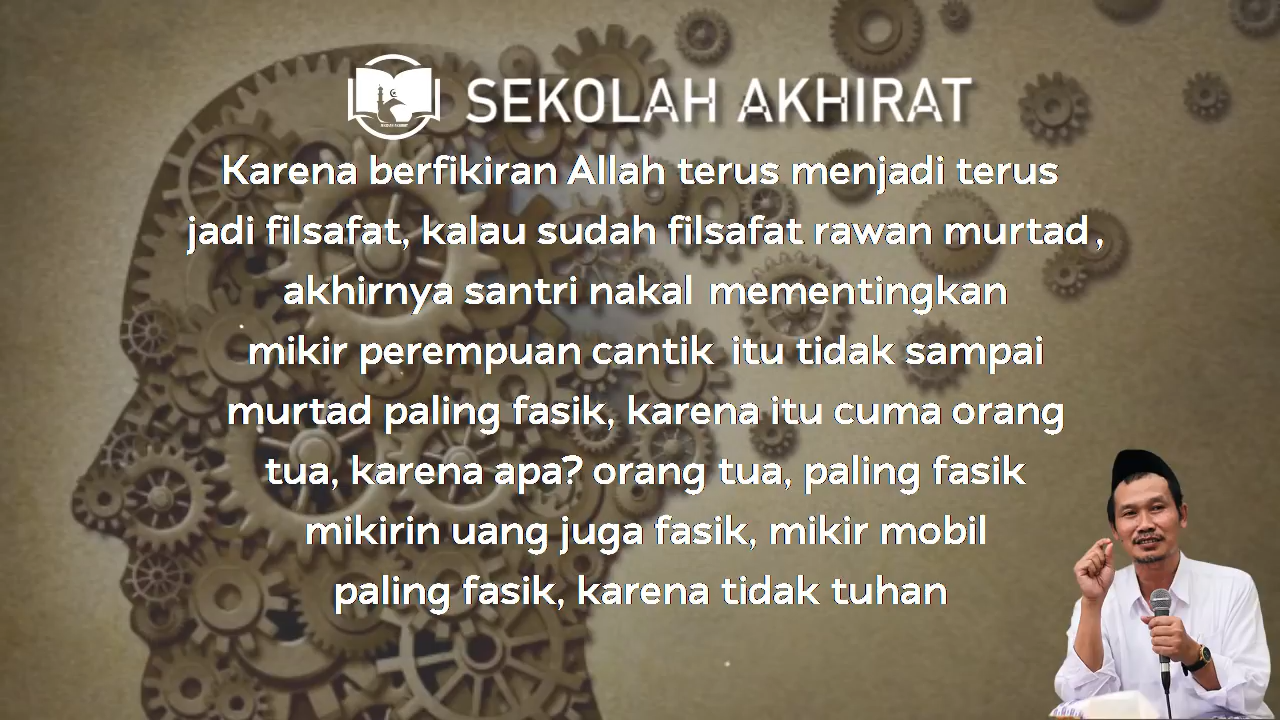 SEKOLAH AKHIRAT
Karena berfikiran Allah terus menjadi terus
jadi filsafat, kalau sudah filsafat rawan murtad,
akhirnya santri nakal mementingkan
mikir perempuan cantik itu tidak sampai
murtad paling fasik, karena itu cuma orang
tua, karena apa? orang tua, paling fasik
mikirin uang juga fasik, mikir mobil
paling fasik, karena tidak tuhan